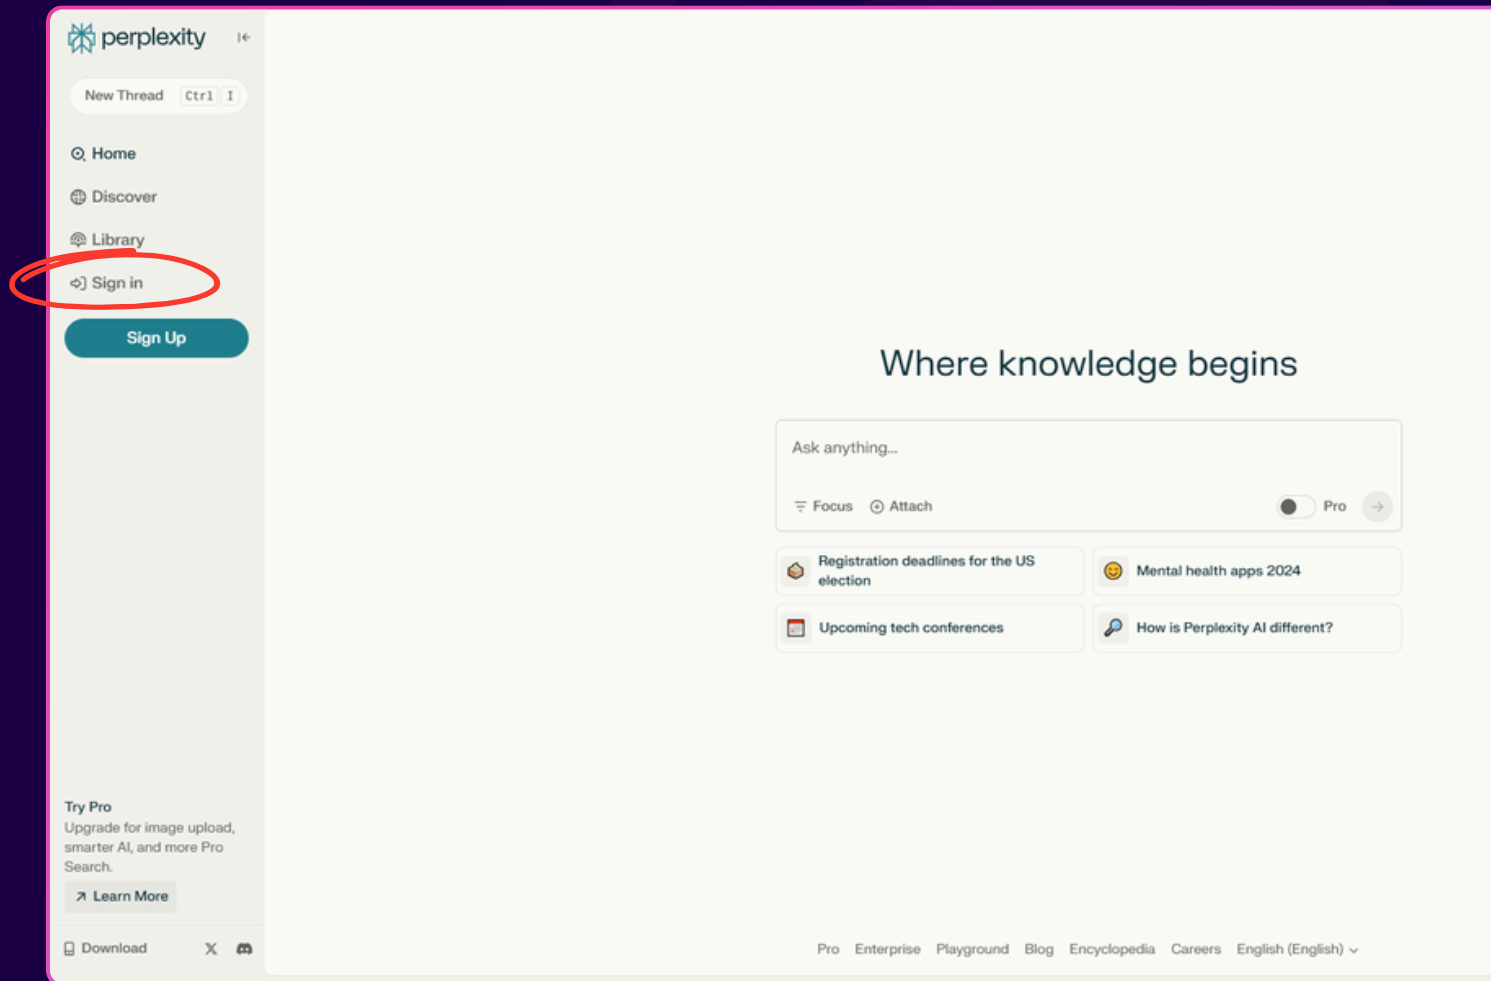 perplexity
New Thread Ctrl I
Home
Discover
Library
Sign in
Sign Up
Try Pro
Upgrade for image upload,
smarter AI, and more Pro
Search.
Learn More
Download
Where knowledge begins
Ask anything...
Focus Attach Pro
Registration deadlines for the US
election
Mental health apps 2024
Upcoming tech conferences
How is Perplexity AI different?
Pro Enterprise Playground Blog Encyclopedia Careers English (English)